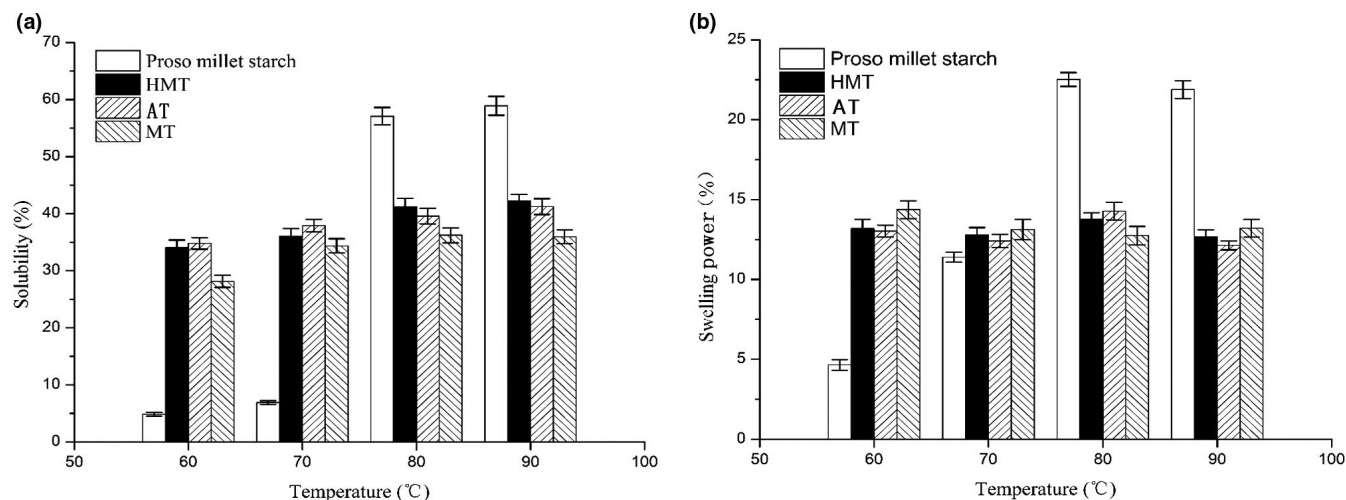 (a)
70
60
50
40
30
20
10
0
Solubility (%)
Proso millet starch
HMT
AT
MT
50
60
70
80
90
100
Temperature (℃)
(b)
25
20
15
10
5
0
Swelling power (%)
Proso millet starch
HMT
AT
MT
50
60
70
80
90
100
Temperature (℃)